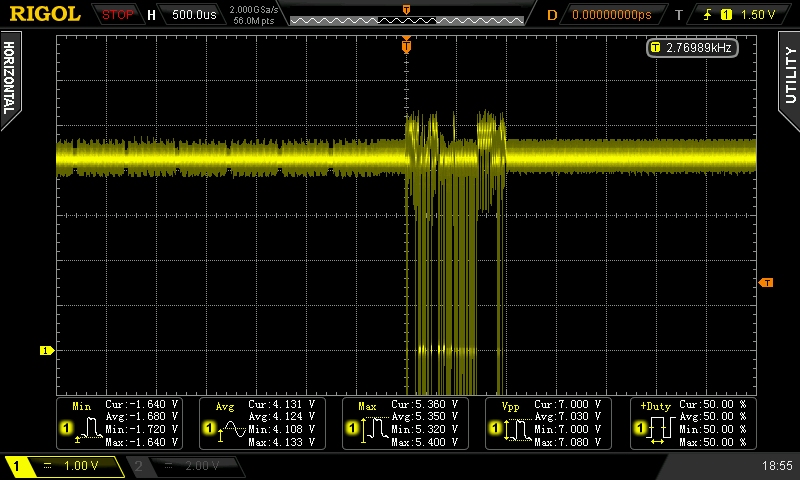 RIGOL STOP H 500.0us 2.000GSa/s 56.0M pts T D 0.00000000ps T 1 1.50 V
HORIZONTAL
UTILITY
T
T 2.76989kHz
T
1
Min Cur:-1.640 V Avg:-1.680 V Min:-1.720 V Max:-1.640 V 1
Avg Cur:4.131 V Avg:4.124 V Min:4.108 V Max:4.133 V 1
Max Cur:5.360 V Avg:5.350 V Min:5.320 V Max:5.400 V 1
Vpp Cur:7.000 V Avg:7.030 V Min:7.000 V Max:7.080 V 1
+Duty Cur:50.00 % Avg:50.00 % Min:50.00 % Max:50.00 % 1
1 1.00 V 2 2.00 V 18:55